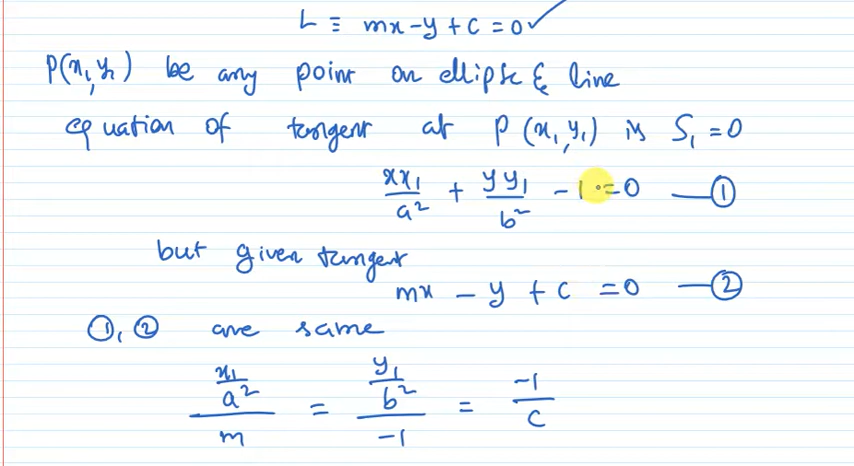 L ≡ mx - y + c = 0 ✓
P(x₁, y₁) be any point on ellipse & line
equation of tangent at P(x₁, y₁) is S₁ = 0
xx₁/a² + yy₁/b² - 1 = 0 —①
but given tangent
mx - y + c = 0 —②
①, ② are same
(x₁/a²)/m = (y₁/b²)/-1 = -1/c